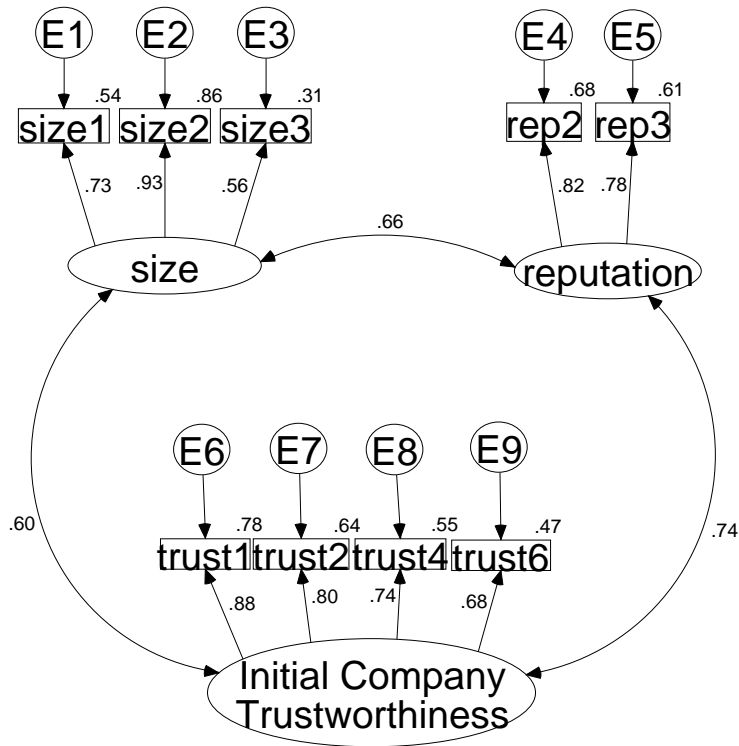 E1 E2 E3 E4 E5
.54 .86 .31 .68 .61
size1 size2 size3 rep2 rep3
.73 .93 .56 .82 .78
.66
size reputation
E6 E7 E8 E9
.60 .74
.78 .64 .55 .47
trust1 trust2 trust4 trust6
.88 .80 .74 .68
Initial Company
Trustworthiness